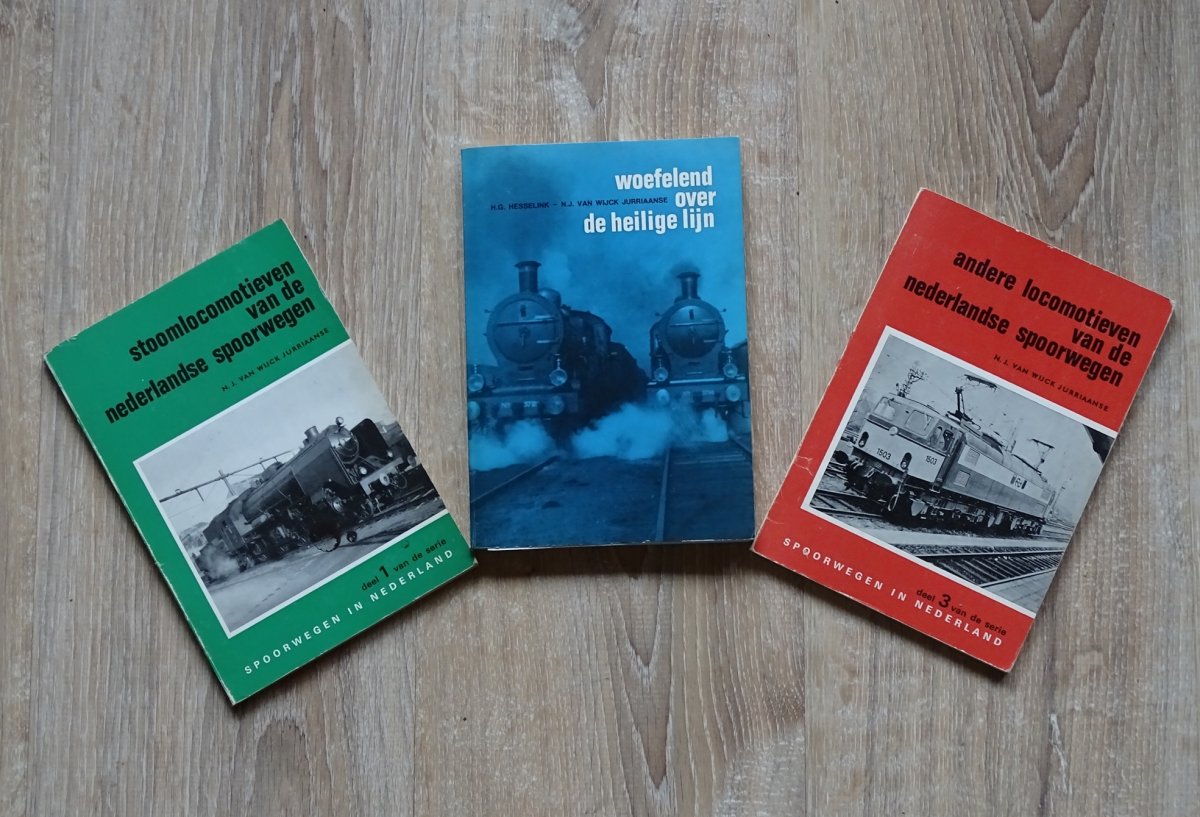 stoomlocomotieven
van de
nederlandse spoorwegen
N.J. VAN WIJCK JURRIAANSE
deel 1 van de serie
SPOORWEGEN IN NEDERLAND
woefelend
H.G. HESSELINK – N.J. VAN WIJCK JURRIAANSE over
de heilige lijn
andere locomotieven
van de
nederlandse spoorwegen
N.J. VAN WIJCK JURRIAANSE
1503
1503
deel 3 van de serie
SPOORWEGEN IN NEDERLAND